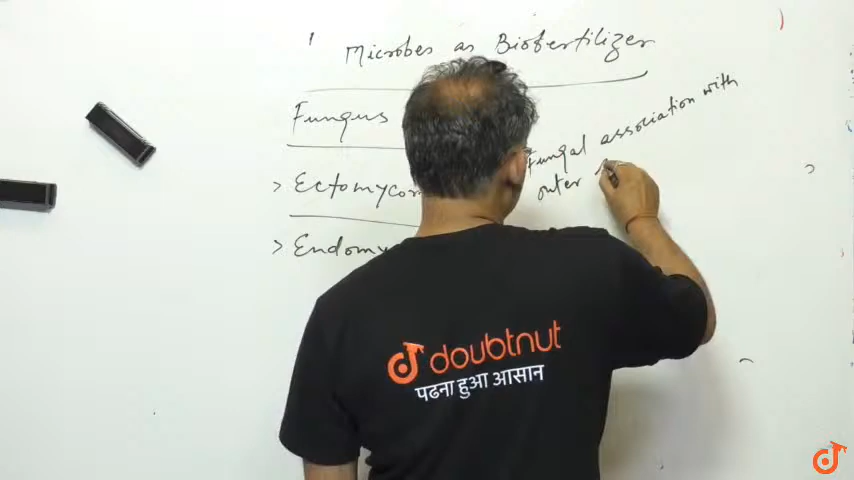 Microbes as Biofertilizer
Fungus
Fungal association with
outer
> Ectomycor
> Endomy
doubtnut
पढना हुआ आसान